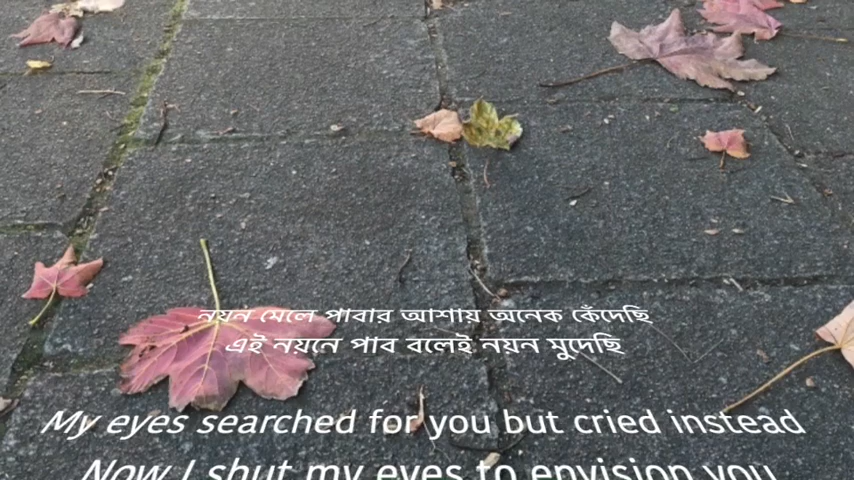 নয়ন মেলে পাবার আশায় অনেক কেঁদেছি
এই নয়নে পাব বলেই নয়ন মুদেছি
My eyes searched for you but cried instead
Now I shut my eyes to envision you